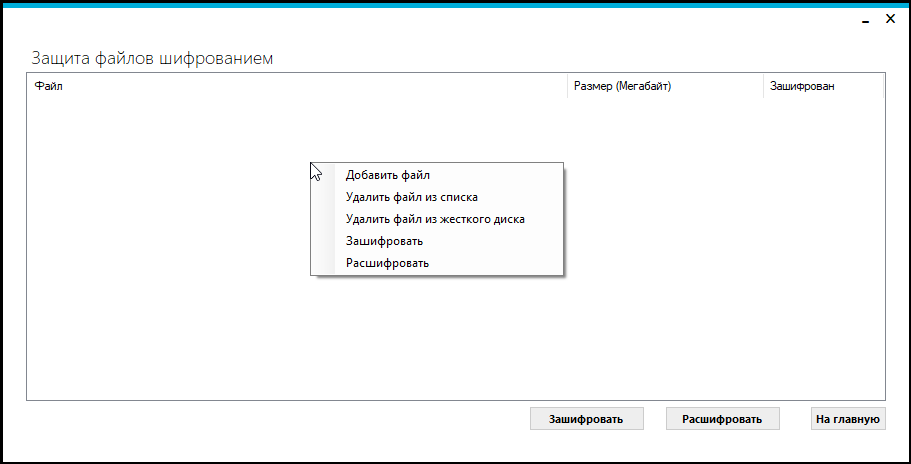 Защита файлов шифрованием
Файл Размер (Мегабайт) Зашифрован
Добавить файл
Удалить файл из списка
Удалить файл из жесткого диска
Зашифровать
Расшифровать
Зашифровать Расшифровать На главную